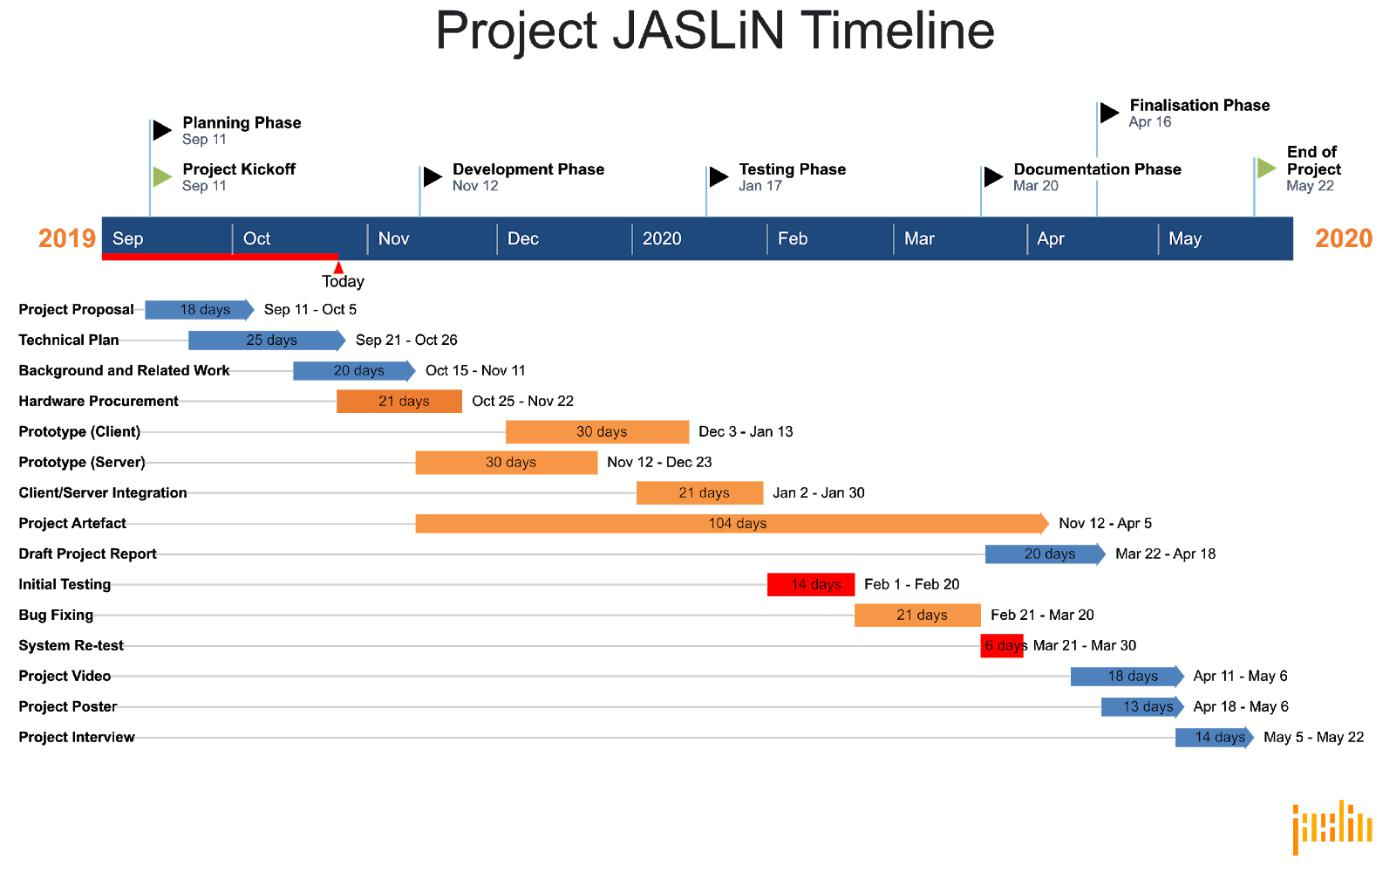 Project JASLiN Timeline
Planning Phase
Sep 11
Project Kickoff
Sep 11
Development Phase
Nov 12
Testing Phase
Jan 17
Finalisation Phase
Apr 16
Documentation Phase
Mar 20
End of
Project
May 22
2019 Sep Oct Nov Dec 2020 Feb Mar Apr May 2020
Today
Project Proposal 18 days Sep 11 - Oct 5
Technical Plan 25 days Sep 21 - Oct 26
Background and Related Work 20 days Oct 15 - Nov 11
Hardware Procurement 21 days Oct 25 - Nov 22
Prototype (Client) 30 days Dec 3 - Jan 13
Prototype (Server) 30 days Nov 12 - Dec 23
Client/Server Integration 21 days Jan 2 - Jan 30
Project Artefact 104 days Nov 12 - Apr 5
Draft Project Report 20 days Mar 22 - Apr 18
Initial Testing 14 days Feb 1 - Feb 20
Bug Fixing 21 days Feb 21 - Mar 20
System Re-test 6 days Mar 21 - Mar 30
Project Video 18 days Apr 11 - May 6
Project Poster 13 days Apr 18 - May 6
Project Interview 14 days May 5 - May 22
jaslin